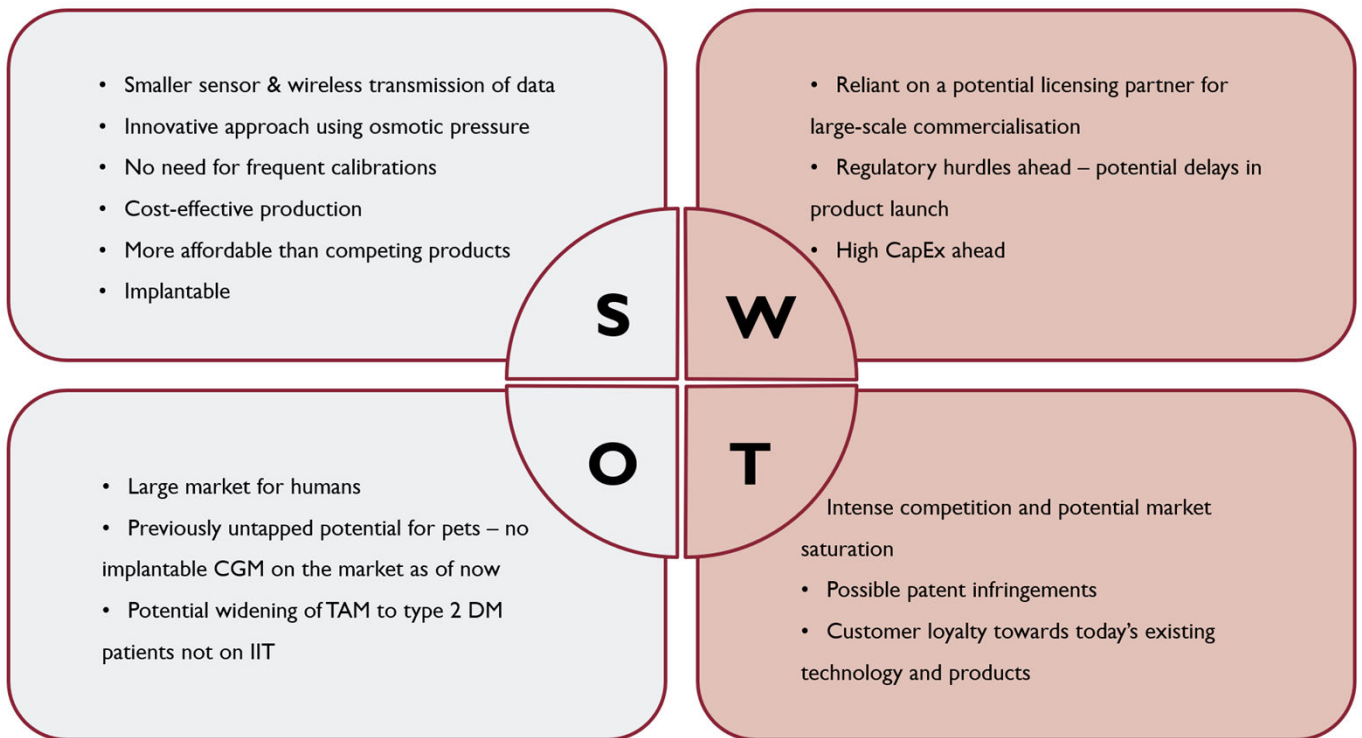 • Smaller sensor & wireless transmission of data
• Innovative approach using osmotic pressure
• No need for frequent calibrations
• Cost-effective production
• More affordable than competing products
• Implantable
S
• Reliant on a potential licensing partner for
large-scale commercialisation
• Regulatory hurdles ahead – potential delays in
product launch
• High CapEx ahead
W
• Large market for humans
• Previously untapped potential for pets – no
implantable CGM on the market as of now
• Potential widening of TAM to type 2 DM
patients not on IIT
O
Intense competition and potential market
saturation
• Possible patent infringements
• Customer loyalty towards today's existing
technology and products
T